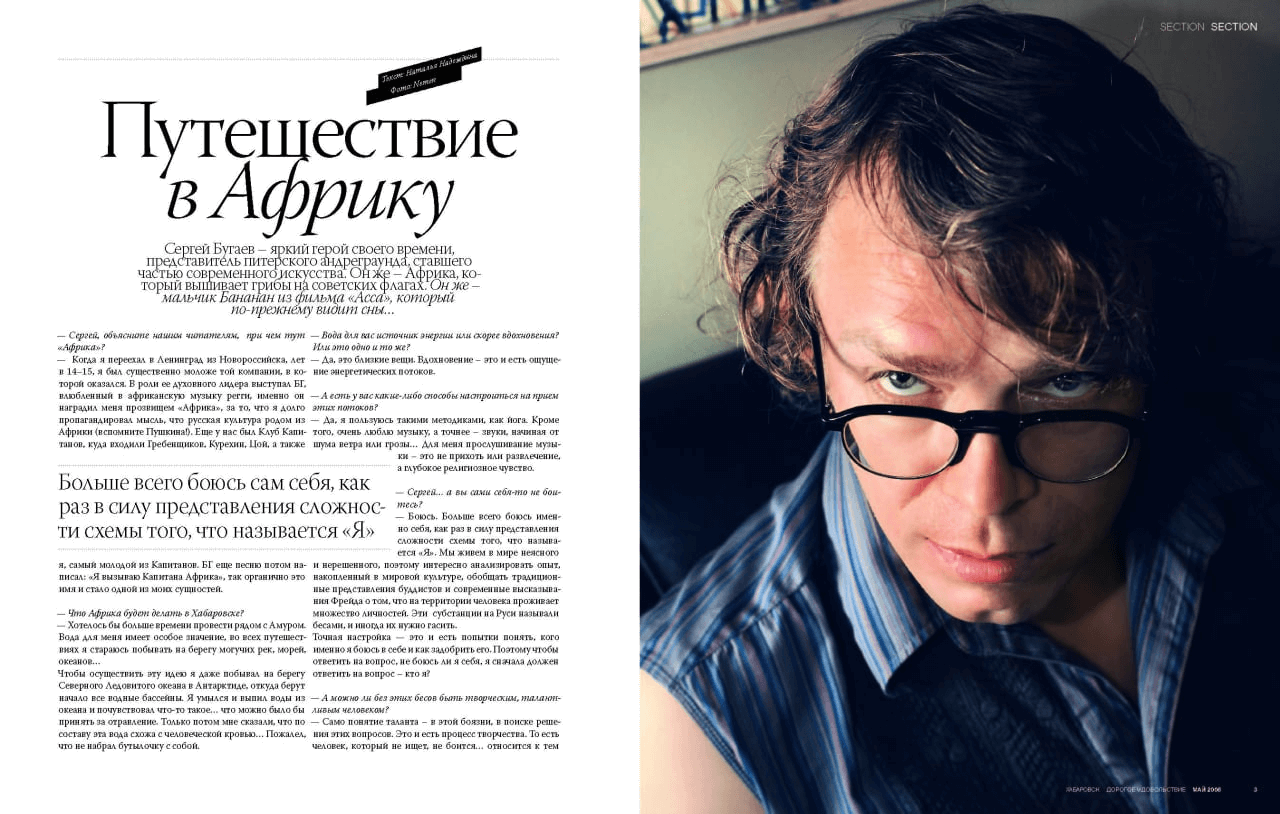 Текст: Наталья Надеждина
Фото: Nemen
Путешествие
в Африку
Сергей Бугаев – яркий герой своего времени,
представитель питерского андреграунда, ставшего
частью современного искусства. Он же – Африка, ко-
торый вышивает грибы на советских флагах. Он же –
мальчик Бананан из фильма «Асса», который
по-прежнему видит сны...
— Сергей, объясните нашим читателям, при чем тут
«Африка»?
— Когда я переехал в Ленинград из Новороссийска, лет
в 14–15, я был существенно моложе той компании, в ко-
торой оказался. В роли ее духовного лидера выступал БГ,
влюбленный в африканскую музыку регги, именно он
наградил меня прозвищем «Африка», за то, что я долго
пропагандировал мысль, что русская культура родом из
Африки (вспомните Пушкина!). Еще у нас был Клуб Капи-
танов, куда входили Гребенщиков, Курехин, Цой, а также
Больше всего боюсь сам себя, как
раз в силу представления сложнос-
ти схемы того, что называется «Я»
я, самый молодой из Капитанов. БГ еще песню потом на-
писал: «Я вызываю Капитана Африка», так органично это
имя и стало одной из моих сущностей.
— Что Африка будет делать в Хабаровске?
— Хотелось бы больше времени провести рядом с Амуром.
Вода для меня имеет особое значение, во всех путешест-
виях я стараюсь побывать на берегу могучих рек, морей,
океанов...
Чтобы осуществить эту идею я даже побывал на берегу
Северного Ледовитого океана в Антарктиде, откуда берут
начало все водные бассейны. Я умылся и выпил воды из
океана и почувствовал что-то такое... что можно было бы
принять за отравление. Только потом мне сказали, что по
составу эта вода схожа с человеческой кровью... Пожалел,
что не набрал бутылочку с собой.
— Вода для вас источник энергии или скорее вдохновения?
Или это одно и то же?
— Да, это близкие вещи. Вдохновение – это и есть ощуще-
ние энергетических потоков.
— А есть у вас какие-либо способы настроиться на прием
этих потоков?
— Да, я пользуюсь такими методиками, как йога. Кроме
того, очень люблю музыку, а точнее – звуки, начиная от
шума ветра или грозы... Для меня прослушивание музы-
ки – это не прихоть или развлечение,
а глубокое религиозное чувство.
— Сергей... а вы сами себя-то не бои-
тесь?
— Боюсь. Больше всего боюсь имен-
но себя, как раз в силу представления
сложности схемы того, что называ-
ется «Я». Мы живем в мире неясного
и нерешенного, поэтому интересно анализировать опыт,
накопленный в мировой культуре, обобщать традицион-
ные представления буддистов и современные высказыва-
ния Фрейда о том, что на территории человека проживает
множество личностей. Эти субстанции на Руси называли
бесами, и иногда их нужно гасить.
Точная настройка — это и есть попытки понять, кого
именно я боюсь в себе и как задобрить его. Поэтому чтобы
ответить на вопрос, не боюсь ли я себя, я сначала должен
ответить на вопрос – кто я?
— А можно ли без этих бесов быть творческим, талант-
ливым человеком?
— Само понятие таланта – в этой боязни, в поиске реше-
ния этих вопросов. Это и есть процесс творчества. То есть
человек, который не ищет, не боится... относится к тем
SECTION SECTION
ХАБАРОВСК ДОРОГОЕ УДОВОЛЬСТВИЕ МАЙ 2006 3